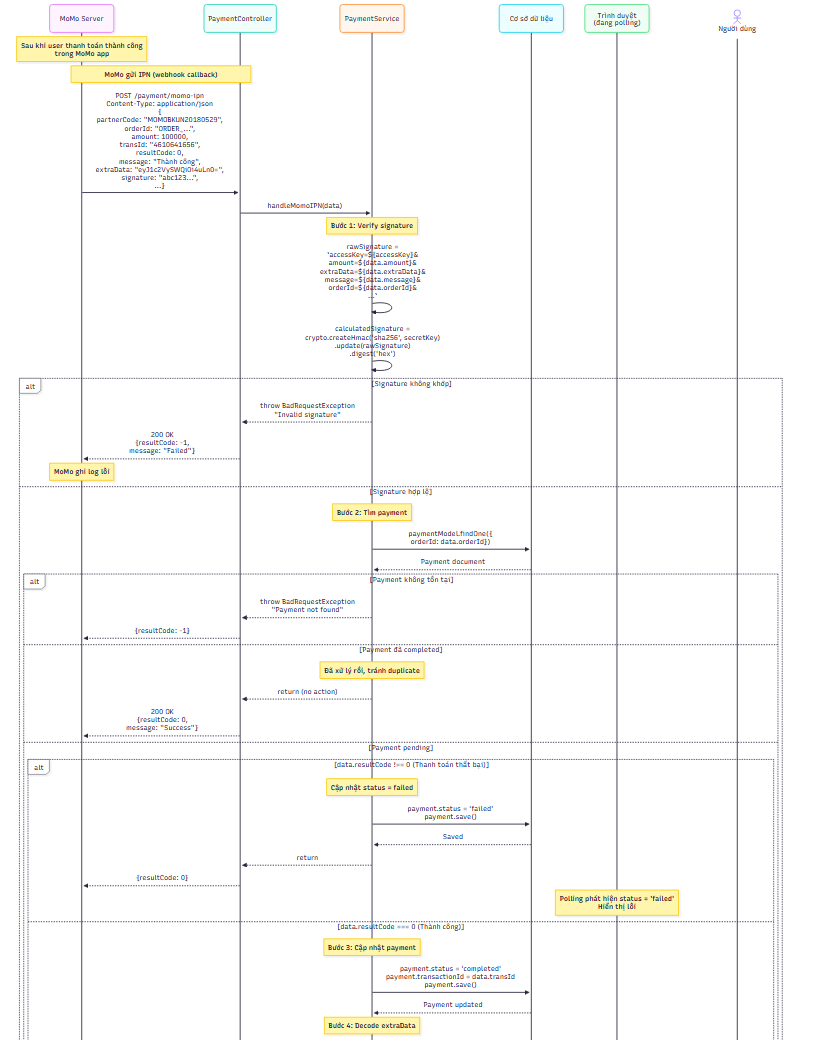 MoMo Server
PaymentController
PaymentService
Cơ sở dữ liệu
Trình duyệt
(đang polling)
Người dùng
Sau khi user thanh toán thành công
trong MoMo app
MoMo gửi IPN (webhook callback)
POST /payment/momo-ipn
Content-Type: application/json
{
partnerCode: "MOMOBKUN20180529",
orderId: "ORDER_...",
amount: 100000,
transId: "4610641656",
resultCode: 0,
message: "Thành công",
extraData: "eyJ1c2VySWQiOi4uLn0=",
signature: "abc123...",
...}
handleMomoIPN(data)
Bước 1: Verify signature
rawSignature =
`accessKey=${accessKey}&
amount=${data.amount}&
extraData=${data.extraData}&
message=${data.message}&
orderId=${data.orderId}&
...`
calculatedSignature =
crypto.createHmac('sha256', secretKey)
.update(rawSignature)
.digest('hex')
alt
[Signature không khớp]
throw BadRequestException
"Invalid signature"
200 OK
{resultCode: -1,
message: "Failed"}
MoMo ghi log lỗi
[Signature hợp lệ]
Bước 2: Tìm payment
paymentModel.findOne({
orderId: data.orderId})
Payment document
alt
[Payment không tồn tại]
throw BadRequestException
"Payment not found"
{resultCode: -1}
[Payment đã completed]
Đã xử lý rồi, tránh duplicate
return (no action)
200 OK
{resultCode: 0,
message: "Success"}
[Payment pending]
alt
[data.resultCode !== 0 (Thanh toán thất bại)]
Cập nhật status = failed
payment.status = 'failed'
payment.save()
Saved
return
{resultCode: 0}
Polling phát hiện status = 'failed'
Hiển thị lỗi
[data.resultCode === 0 (Thành công)]
Bước 3: Cập nhật payment
payment.status = 'completed'
payment.transactionId = data.transId
payment.save()
Payment updated
Bước 4: Decode extraData